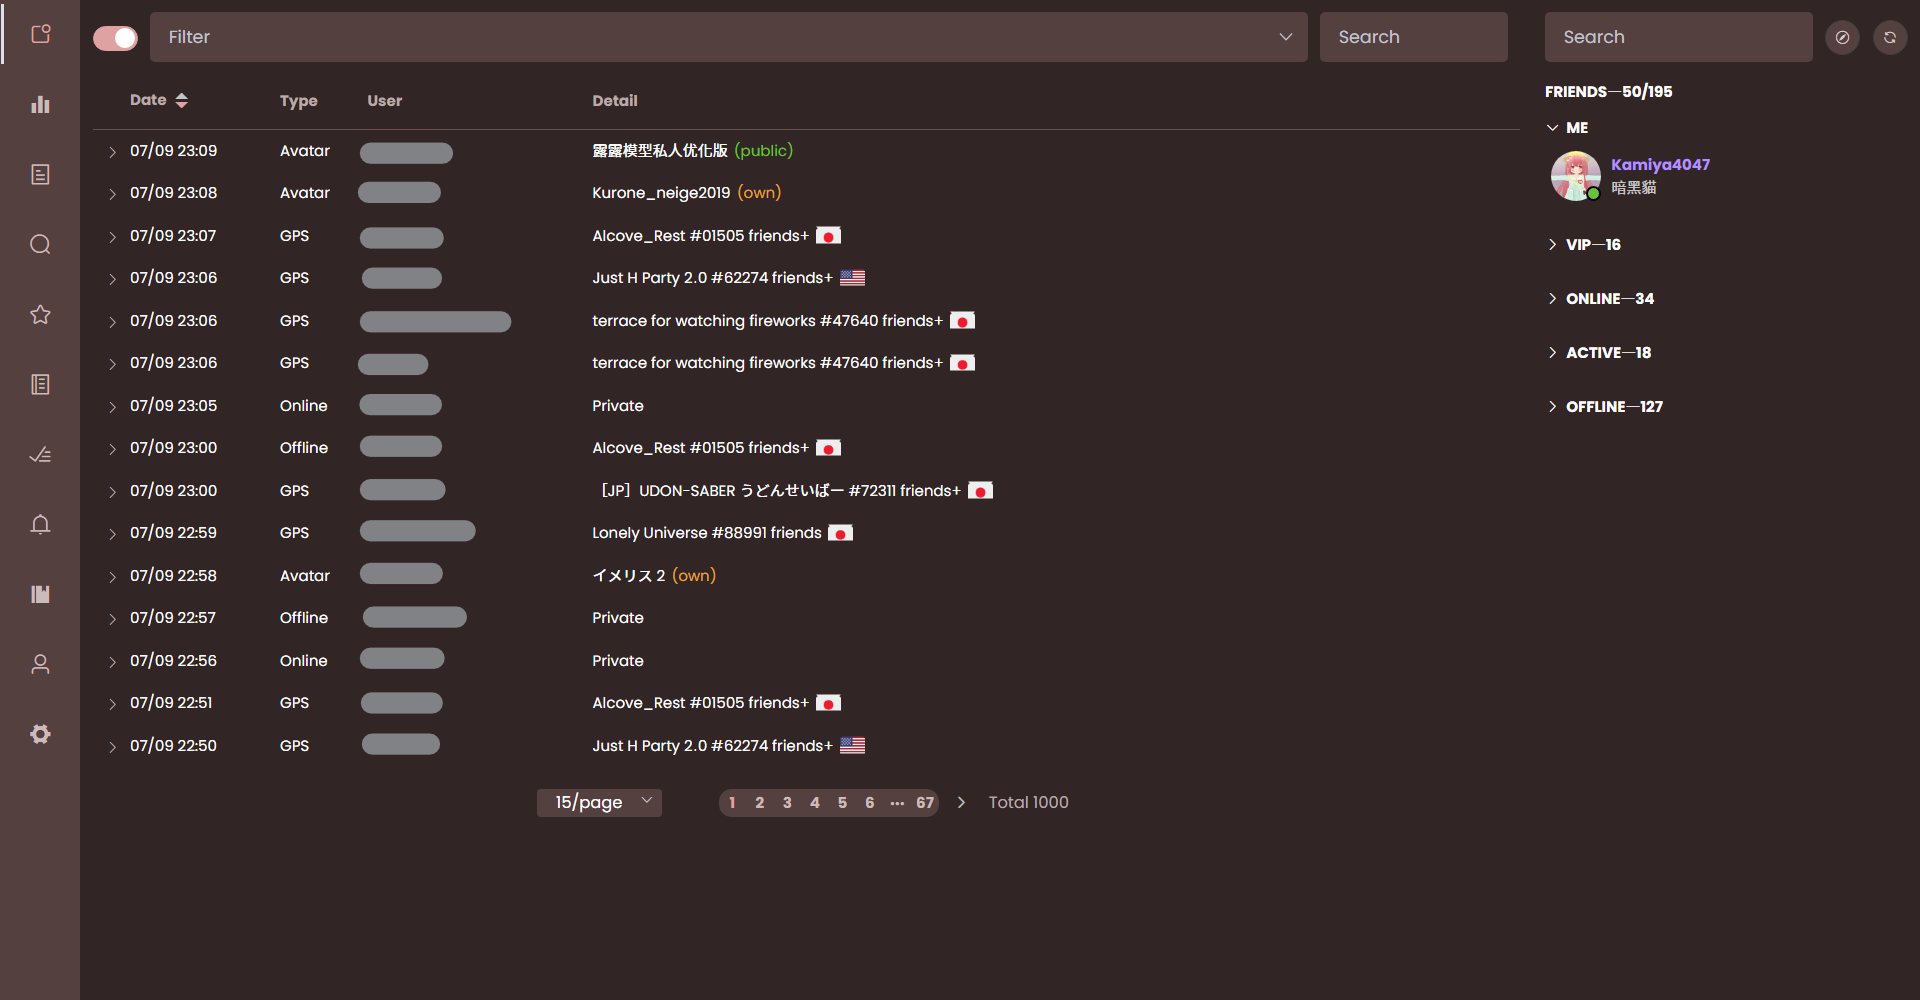 Filter
Search
Search
Date Type User Detail
07/09 23:09 Avatar 露露模型私人优化版 (public)
07/09 23:08 Avatar Kurone_neige2019 (own)
07/09 23:07 GPS Alcove_Rest #01505 friends+
07/09 23:06 GPS Just H Party 2.0 #62274 friends+
07/09 23:06 GPS terrace for watching fireworks #47640 friends+
07/09 23:06 GPS terrace for watching fireworks #47640 friends+
07/09 23:05 Online Private
07/09 23:00 Offline Alcove_Rest #01505 friends+
07/09 23:00 GPS ［JP］UDON-SABER うどんせいばー #72311 friends+
07/09 22:59 GPS Lonely Universe #88991 friends
07/09 22:58 Avatar イメリス 2 (own)
07/09 22:57 Offline Private
07/09 22:56 Online Private
07/09 22:51 GPS Alcove_Rest #01505 friends+
07/09 22:50 GPS Just H Party 2.0 #62274 friends+
15/page 1 2 3 4 5 6 ··· 67 Total 1000
FRIENDS—50/195
ME
Kamiya4047
暗黑貓
VIP—16
ONLINE—34
ACTIVE—18
OFFLINE—127